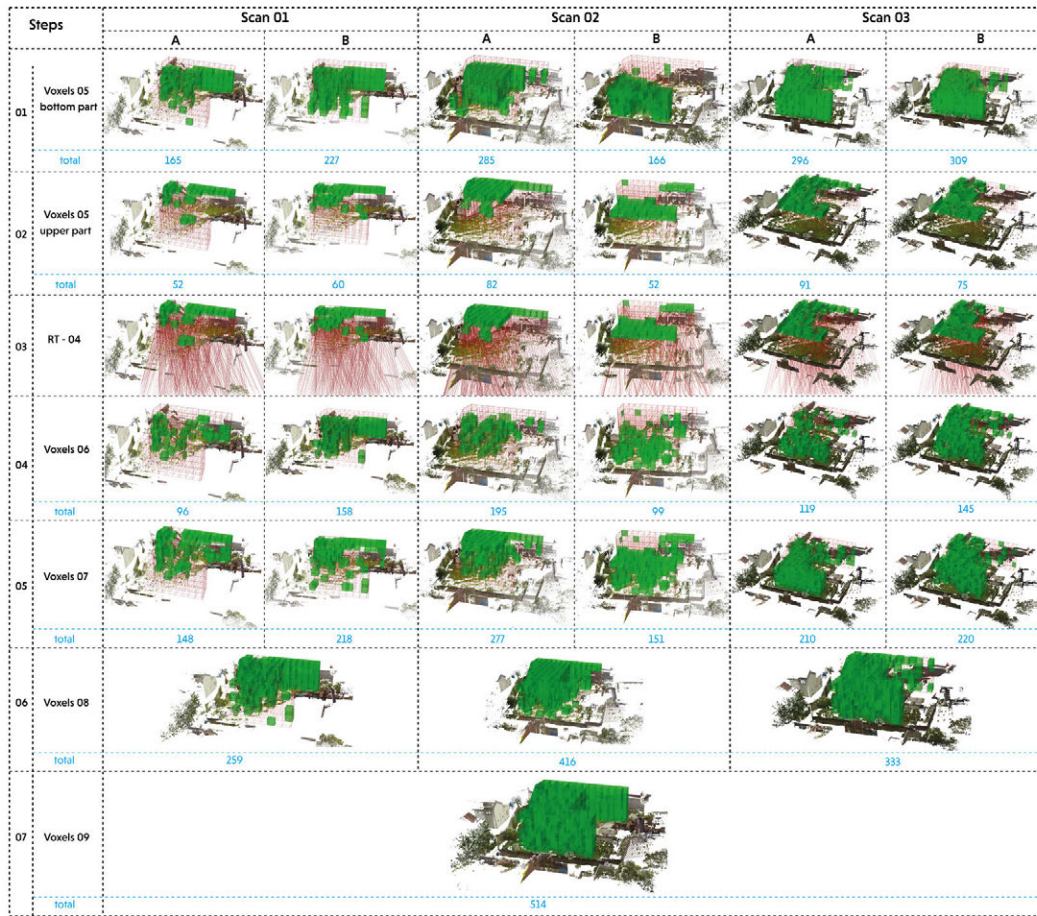 Steps
Scan 01
Scan 02
Scan 03
A
B
A
B
A
B
01
Voxels 05
bottom part
total
165
227
285
166
296
309
02
Voxels 05
upper part
total
52
60
82
52
91
75
03
RT - 04
04
Voxels 06
total
96
158
195
99
119
145
05
Voxels 07
total
148
218
277
151
210
220
06
Voxels 08
total
259
416
333
07
Voxels 09
total
514